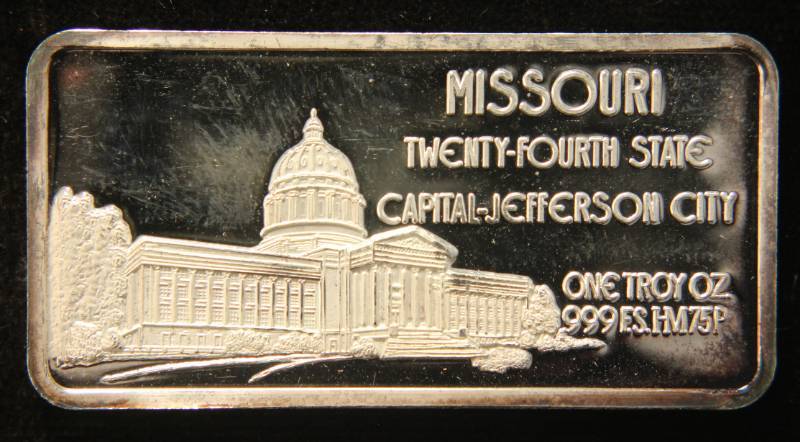 MISSOURI
TWENTY-FOURTH STATE
CAPITAL-JEFFERSON CITY
ONE TROY OZ
.999 F.S. HM75P